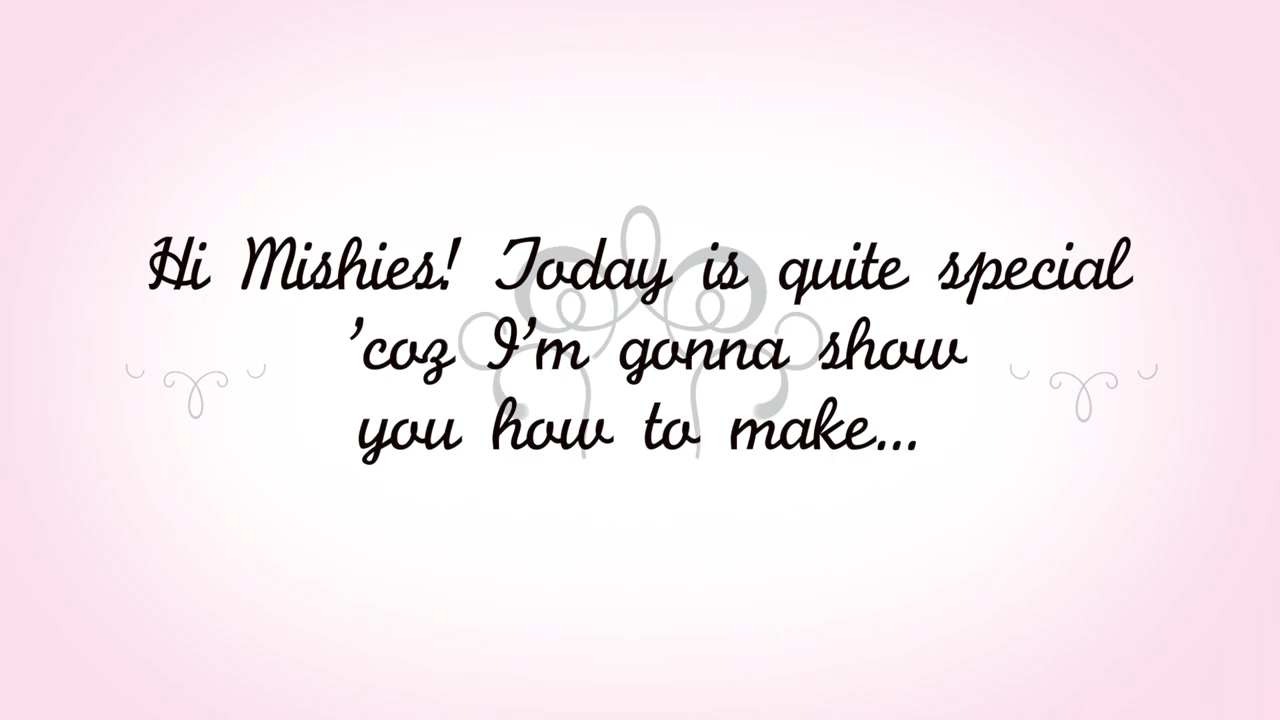 Hi Mishies! Today is quite special
’coz I’m gonna show
you how to make...